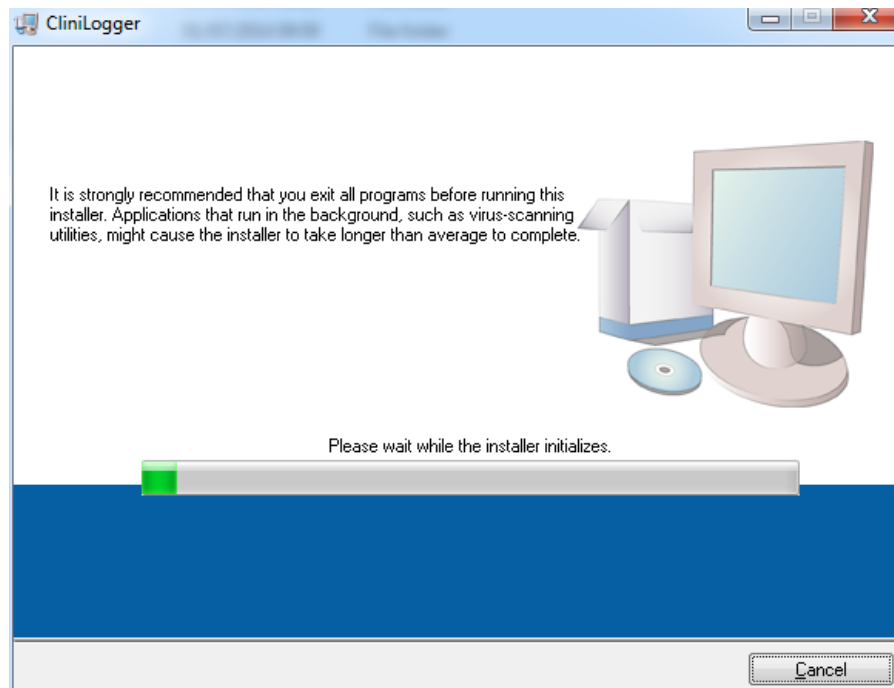 CliniLogger
It is strongly recommended that you exit all programs before running this
installer. Applications that run in the background, such as virus-scanning
utilities, might cause the installer to take longer than average to complete.
Please wait while the installer initializes.
Cancel